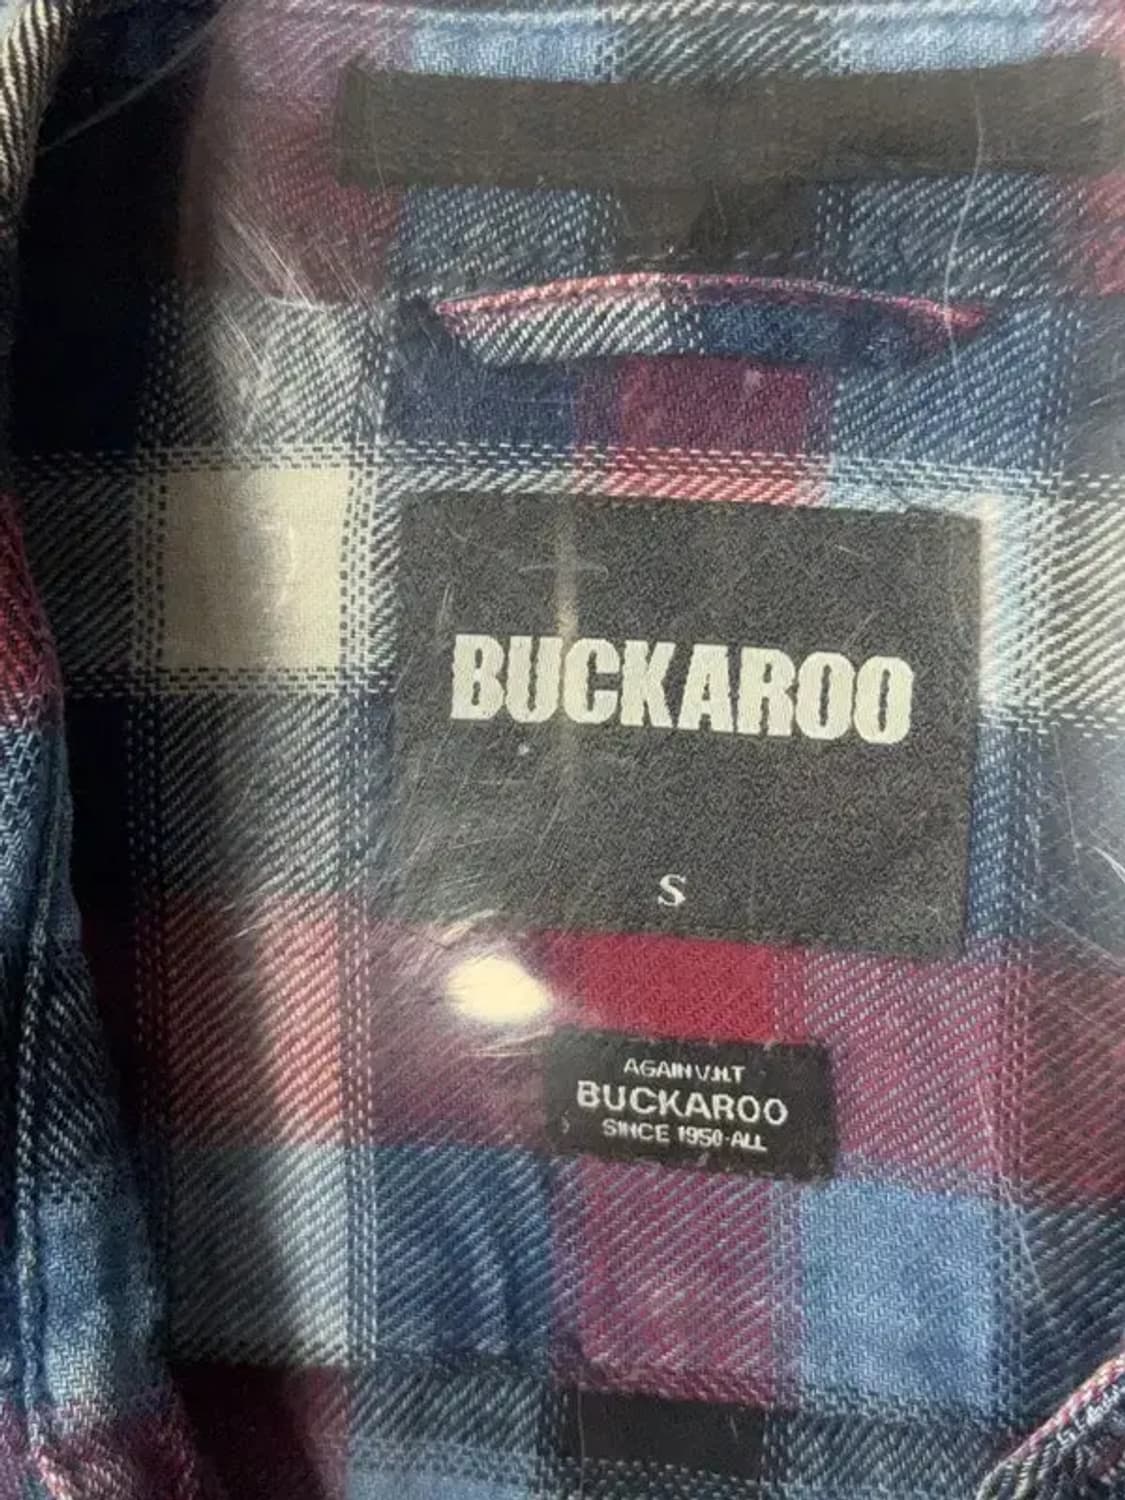 BUCKAROO
S
AGAIN V.N.T
BUCKAROO
SINCE 1950-ALL